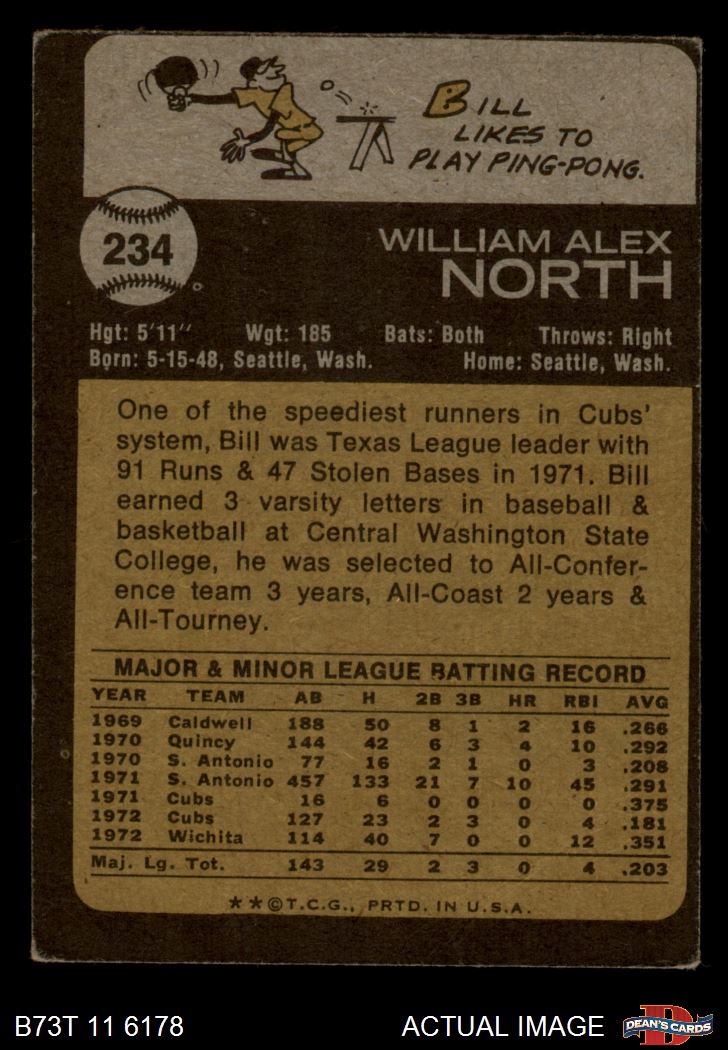 BILL
LIKES TO
PLAY PING-PONG.
234
WILLIAM ALEX
NORTH
Hgt: 5'11" Wgt: 185 Bats: Both Throws: Right
Born: 5-15-48, Seattle, Wash. Home: Seattle, Wash.
One of the speediest runners in Cubs'
system, Bill was Texas League leader with
91 Runs & 47 Stolen Bases in 1971. Bill
earned 3 varsity letters in baseball &
basketball at Central Washington State
College, he was selected to All-Confer-
ence team 3 years, All-Coast 2 years &
All-Tourney.
MAJOR & MINOR LEAGUE BATTING RECORD
YEAR TEAM AB H 2B 3B HR RBI AVG
1969 Caldwell 188 50 8 1 2 16 .266
1970 Quincy 144 42 6 3 4 10 .292
1970 S. Antonio 77 16 2 1 0 3 .208
1971 S. Antonio 457 133 21 7 10 45 .291
1971 Cubs 16 6 0 0 0 0 .375
1972 Cubs 127 23 2 3 0 4 .181
1972 Wichita 114 40 7 0 0 12 .351
Maj. Lg. Tot. 143 29 2 3 0 4 .203
**©T.C.G., PRTD. IN U.S.A.
B73T 11 6178 ACTUAL IMAGE
D
DEAN'S CARDS